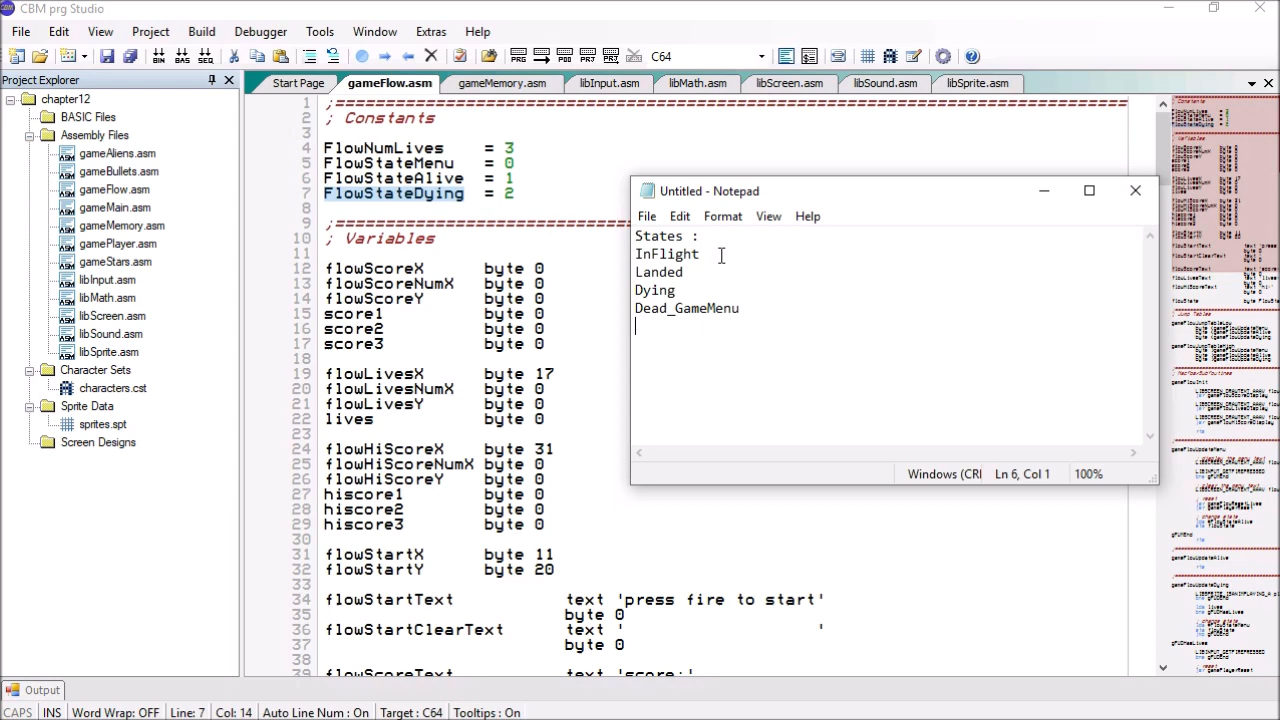 CBM prg Studio
File Edit View Project Build Debugger Tools Window Extras Help
BIN BAS SEQ PRG PRG POO PRJ PRJ C64
Project Explorer
Start Page gameFlow.asm gameMemory.asm libInput.asm libMath.asm libScreen.asm libSound.asm libSprite.asm
chapter12
BASIC Files
Assembly Files
gameAliens.asm
gameBullets.asm
gameFlow.asm
gameMain.asm
gameMemory.asm
gamePlayer.asm
gameStars.asm
libInput.asm
libMath.asm
libScreen.asm
libSound.asm
libSprite.asm
Character Sets
characters.cst
Sprite Data
sprites.spt
Screen Designs
1 ;===============================================================================
2 ; Constants
3
4 FlowNumLives = 3
5 FlowStateMenu = 0
6 FlowStateAlive = 1
7 FlowStateDying = 2
8
9 ;==============================
10 ; Variables
11
12 flowScoreX byte 0
13 flowScoreNumX byte 0
14 flowScoreY byte 0
15 score1 byte 0
16 score2 byte 0
17 score3 byte 0
18
19 flowLivesX byte 17
20 flowLivesNumX byte 0
21 flowLivesY byte 0
22 lives byte 0
23
24 flowHiScoreX byte 31
25 flowHiScoreNumX byte 0
26 flowHiScoreY byte 0
27 hiscore1 byte 0
28 hiscore2 byte 0
29 hiscore3 byte 0
30
31 flowStartX byte 11
32 flowStartY byte 20
33
34 flowStartText text 'press fire to start'
35 byte 0
36 flowStartClearText text ' '
37 byte 0
38
39 flowScoreText text 'score:'
Untitled - Notepad
File Edit Format View Help
States :
InFlight
Landed
Dying
Dead_GameMenu
Windows (CRI Ln 6, Col 1 100%
Output
CAPS INS Word Wrap: OFF Line: 7 Col: 14 Auto Line Num : On Target : C64 Tooltips : On